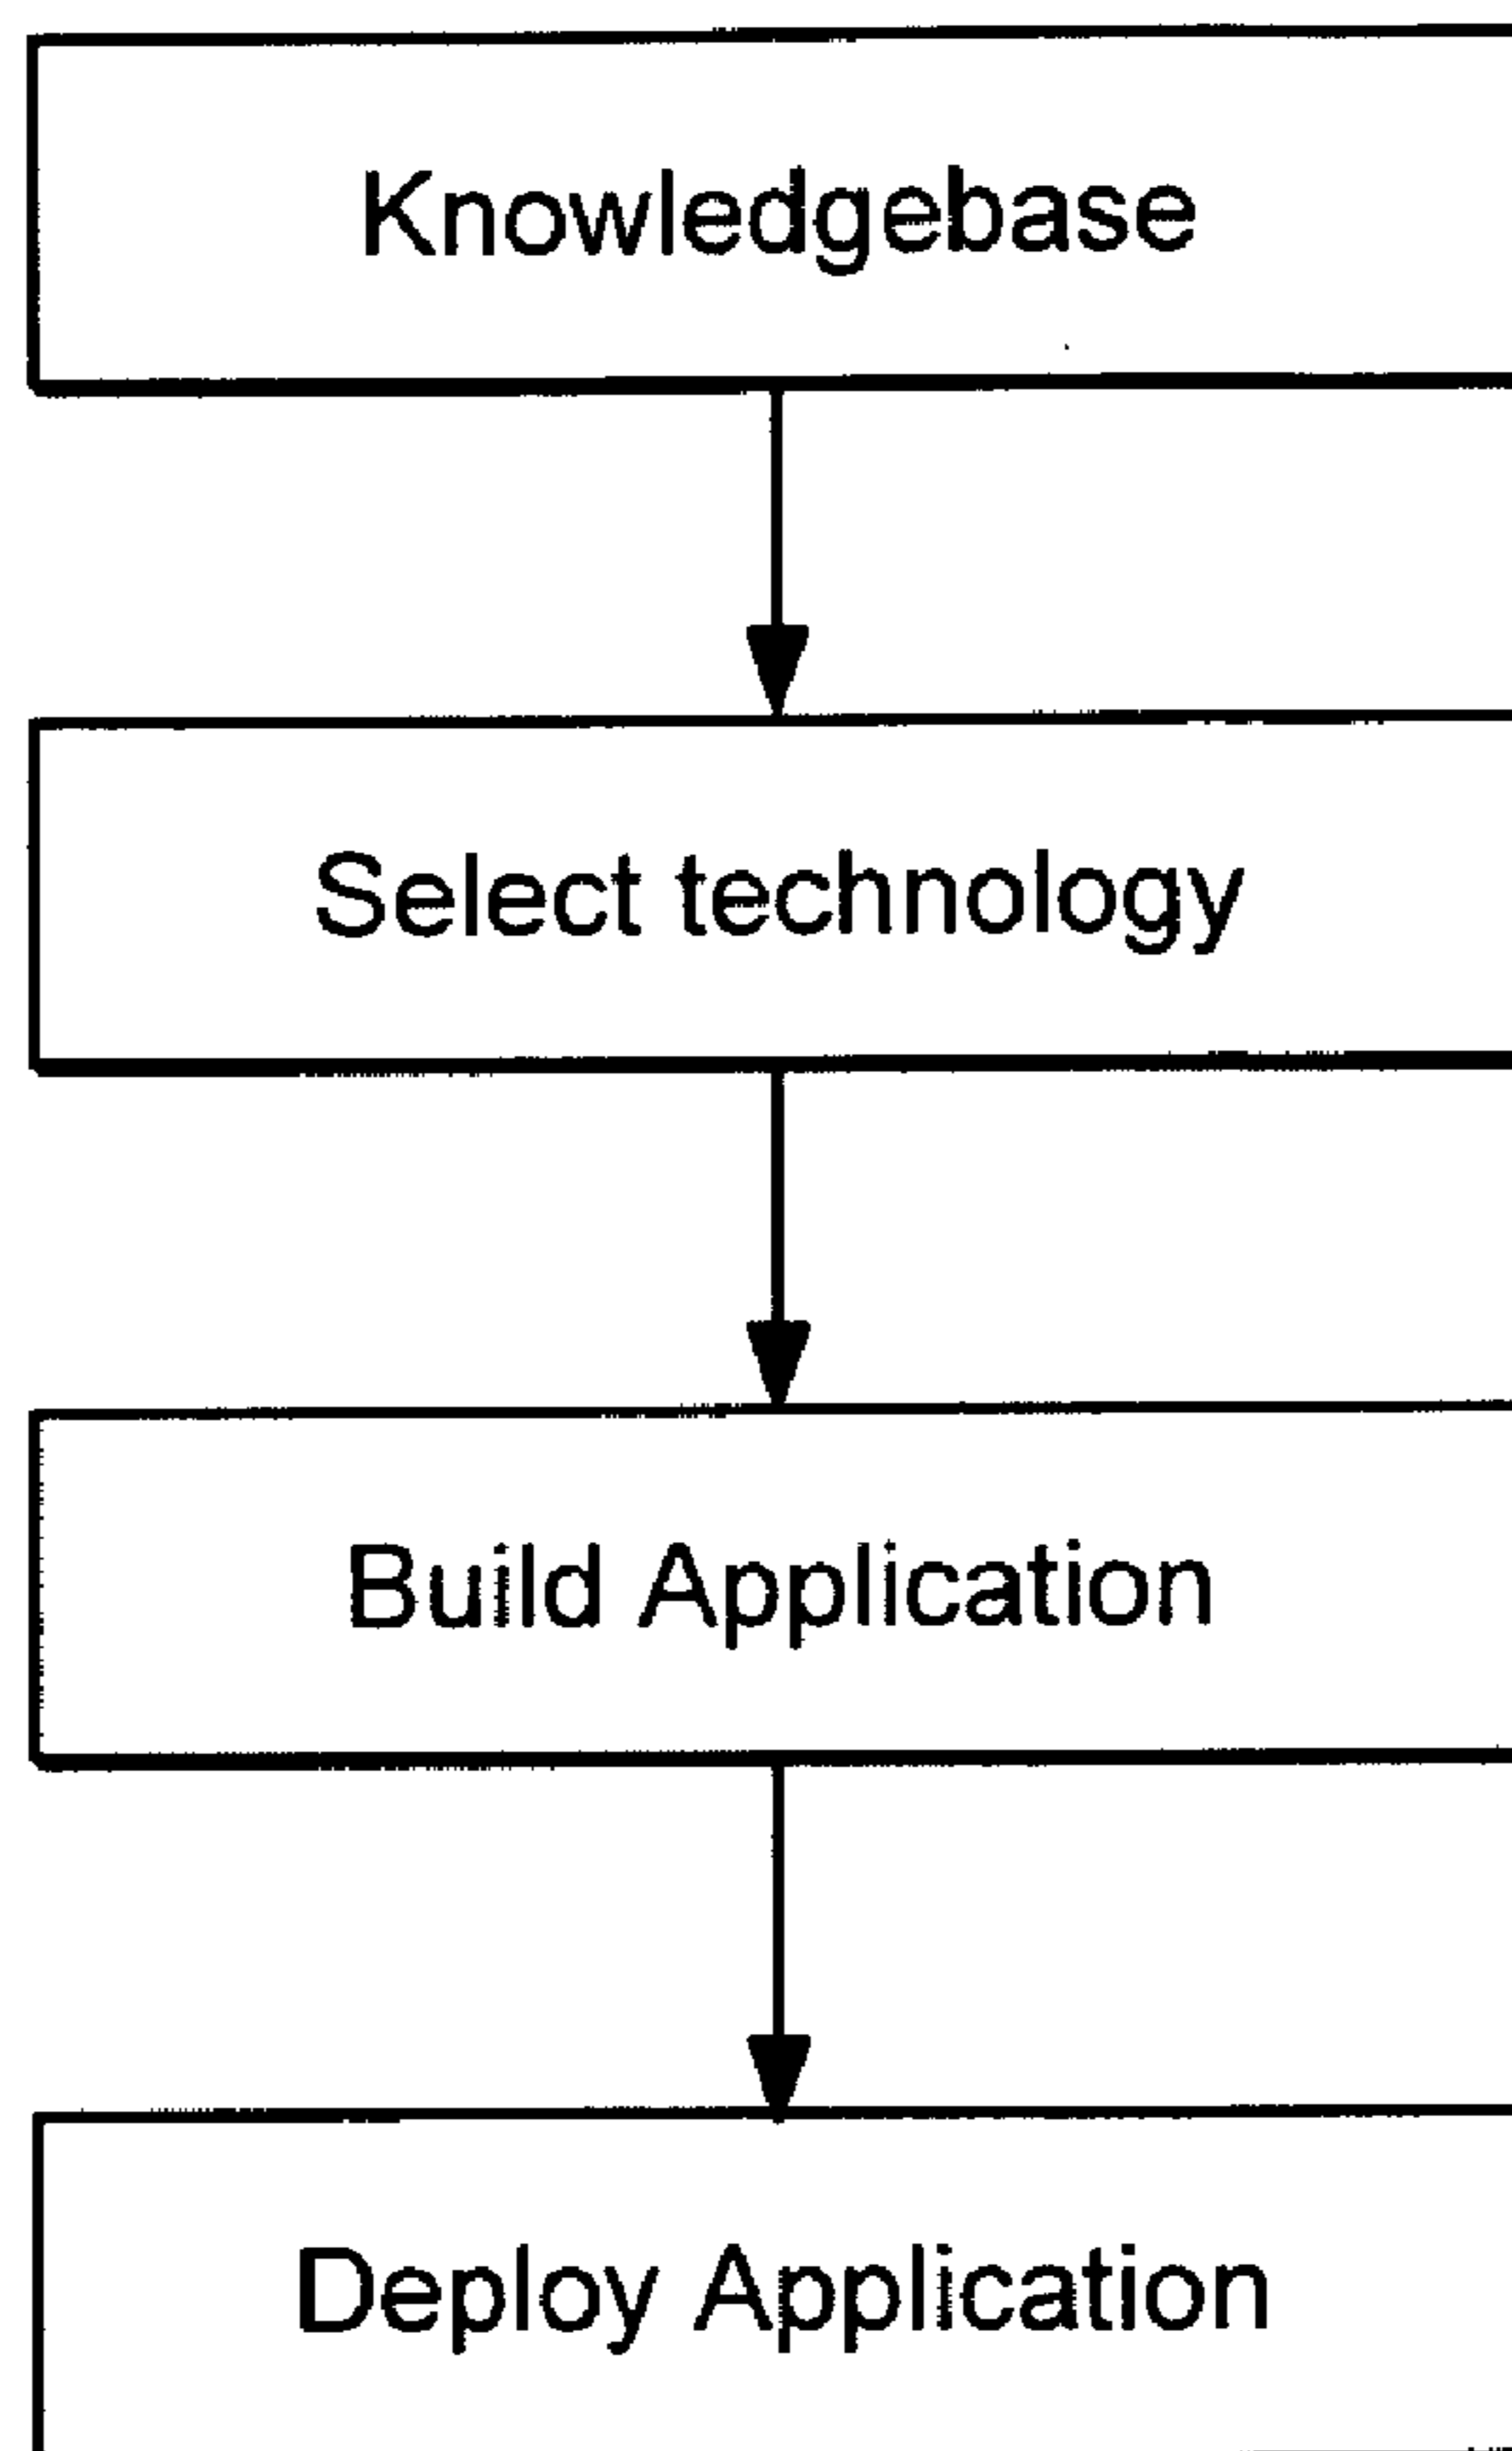 Knowledgebase
Select technology
Build Application
Deploy Application